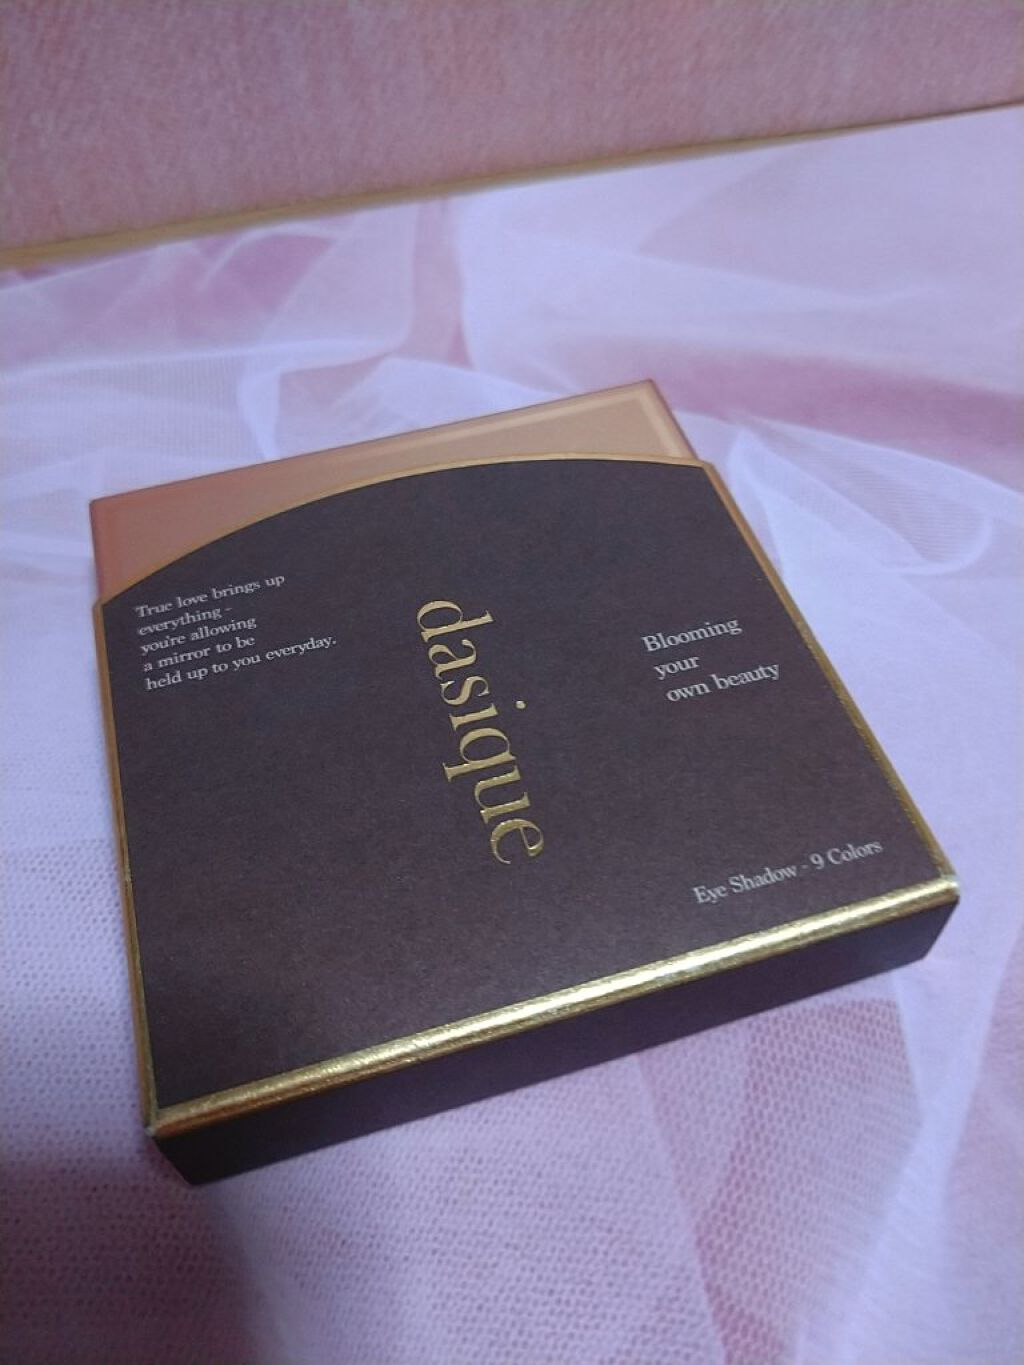 True love brings up
everything -
you're allowing
a mirror to be
held up to you everyday.
dasique
Blooming
your
own beauty
Eye Shadow - 9 Colors